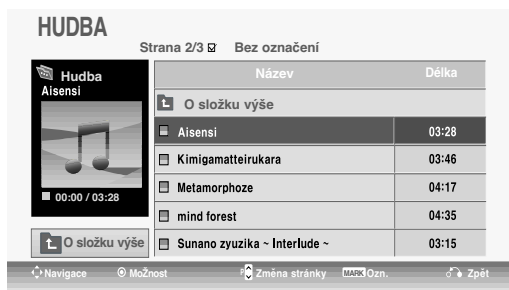 HUDBA
Strana 2/3 Bez označení
Hudba
Aisensi
00:00 / 03:28
O složku výše
Název Délka
O složku výše
Aisensi 03:28
Kimigamatteirukara 03:46
Metamorphoze 04:17
mind forest 04:35
Sunano zyuzika ~ Interlude ~ 03:15
Navigace Možnost P Změna stránky MARK Ozn. Zpět